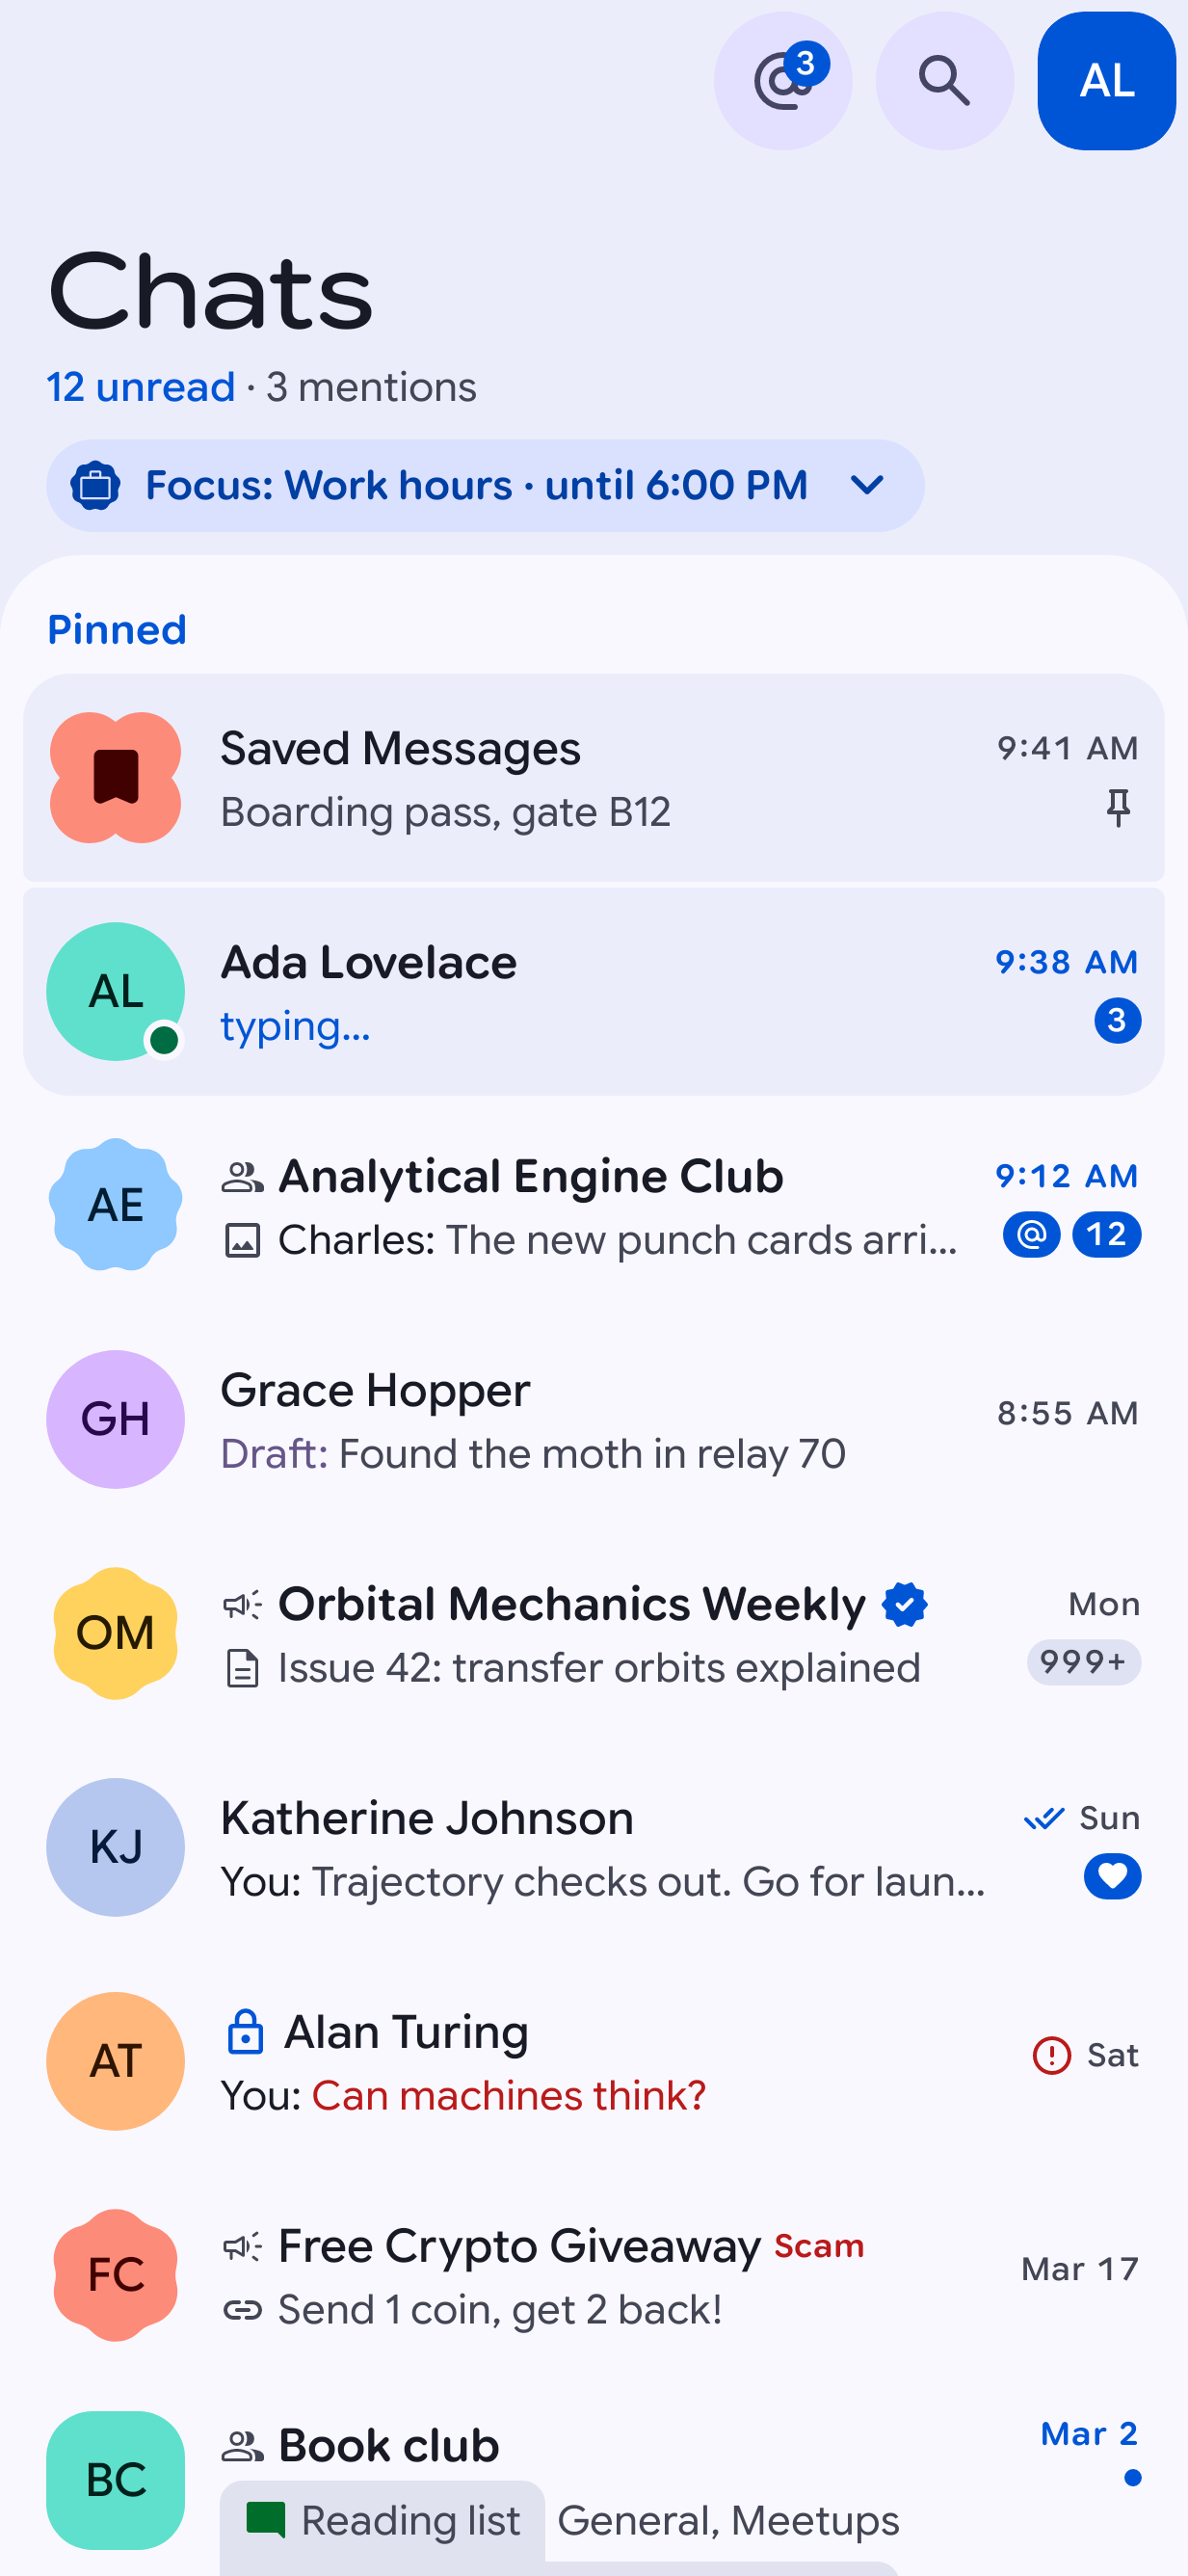 3
AL
Chats
12 unread · 3 mentions
Focus: Work hours · until 6:00 PM
Pinned
Saved Messages 9:41 AM
Boarding pass, gate B12
AL
Ada Lovelace 9:38 AM
typing... 3
AE
Analytical Engine Club 9:12 AM
Charles: The new punch cards arri... @ 12
GH
Grace Hopper 8:55 AM
Draft: Found the moth in relay 70
OM
Orbital Mechanics Weekly Mon
Issue 42: transfer orbits explained 999+
KJ
Katherine Johnson Sun
You: Trajectory checks out. Go for laun...
AT
Alan Turing Sat
You: Can machines think?
FC
Free Crypto Giveaway Scam Mar 17
Send 1 coin, get 2 back!
BC
Book club Mar 2
Reading list General, Meetups